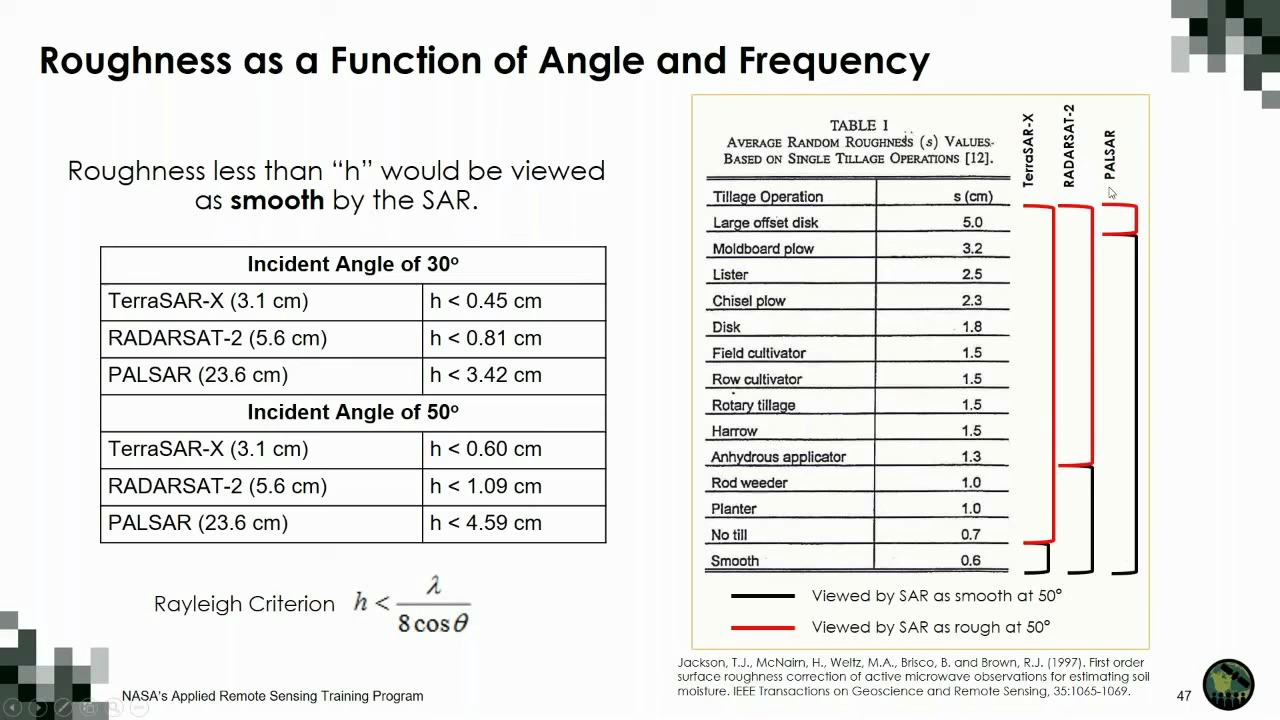 Roughness as a Function of Angle and Frequency
Roughness less than “h” would be viewed
as smooth by the SAR.
Incident Angle of 30°
TerraSAR-X (3.1 cm) h < 0.45 cm
RADARSAT-2 (5.6 cm) h < 0.81 cm
PALSAR (23.6 cm) h < 3.42 cm
Incident Angle of 50°
TerraSAR-X (3.1 cm) h < 0.60 cm
RADARSAT-2 (5.6 cm) h < 1.09 cm
PALSAR (23.6 cm) h < 4.59 cm
Rayleigh Criterion h < λ / 8 cos θ
TABLE I
AVERAGE RANDOM ROUGHNESS (s) VALUES
BASED ON SINGLE TILLAGE OPERATIONS [12].
TerraSAR-X
RADARSAT-2
PALSAR
Tillage Operation s (cm)
Large offset disk 5.0
Moldboard plow 3.2
Lister 2.5
Chisel plow 2.3
Disk 1.8
Field cultivator 1.5
Row cultivator 1.5
Rotary tillage 1.5
Harrow 1.5
Anhydrous applicator 1.3
Rod weeder 1.0
Planter 1.0
No till 0.7
Smooth 0.6
Viewed by SAR as smooth at 50°
Viewed by SAR as rough at 50°
Jackson, T.J., McNairn, H., Weltz, M.A., Brisco, B. and Brown, R.J. (1997). First order
surface roughness correction of active microwave observations for estimating soil
moisture. IEEE Transactions on Geoscience and Remote Sensing, 35:1065-1069.
NASA's Applied Remote Sensing Training Program
47